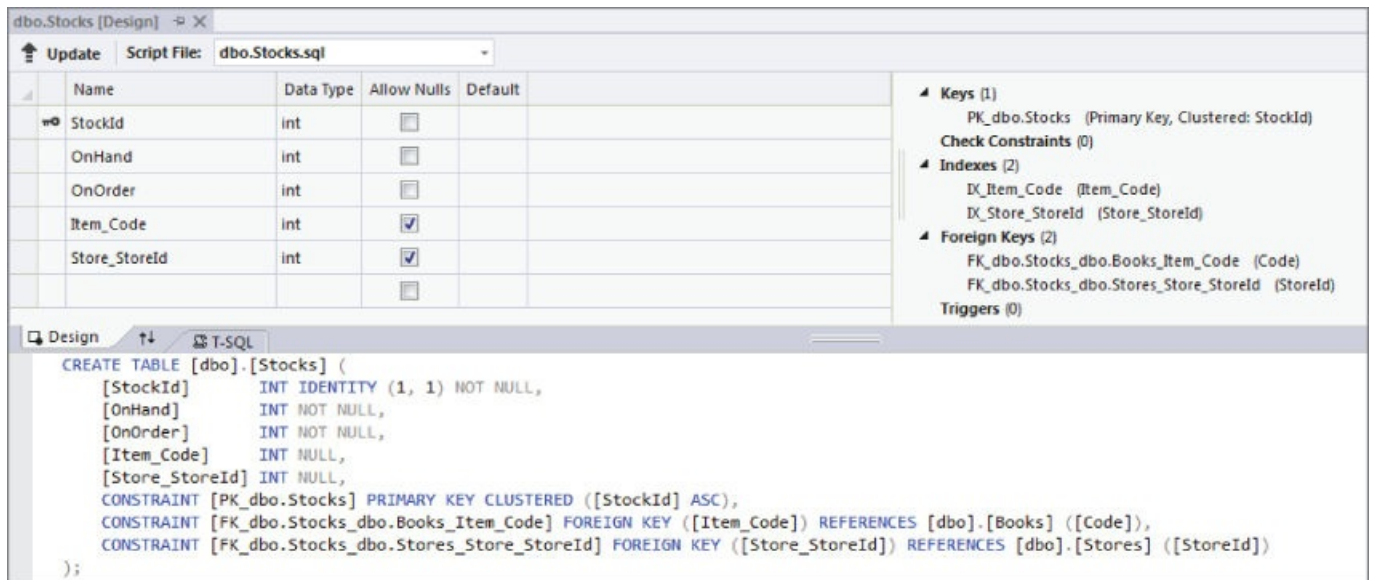 dbo.Stocks [Design]
Update Script File: dbo.Stocks.sql
Name Data Type Allow Nulls Default
StockId int
OnHand int
OnOrder int
Item_Code int
Store_StoreId int
Keys (1)
PK_dbo.Stocks (Primary Key, Clustered: StockId)
Check Constraints (0)
Indexes (2)
IX_Item_Code (Item_Code)
IX_Store_StoreId (Store_StoreId)
Foreign Keys (2)
FK_dbo.Stocks_dbo.Books_Item_Code (Code)
FK_dbo.Stocks_dbo.Stores_Store_StoreId (StoreId)
Triggers (0)
Design T-SQL
CREATE TABLE [dbo].[Stocks] (
[StockId] INT IDENTITY (1, 1) NOT NULL,
[OnHand] INT NOT NULL,
[OnOrder] INT NOT NULL,
[Item_Code] INT NULL,
[Store_StoreId] INT NULL,
CONSTRAINT [PK_dbo.Stocks] PRIMARY KEY CLUSTERED ([StockId] ASC),
CONSTRAINT [FK_dbo.Stocks_dbo.Books_Item_Code] FOREIGN KEY ([Item_Code]) REFERENCES [dbo].[Books] ([Code]),
CONSTRAINT [FK_dbo.Stocks_dbo.Stores_Store_StoreId] FOREIGN KEY ([Store_StoreId]) REFERENCES [dbo].[Stores] ([StoreId])
);